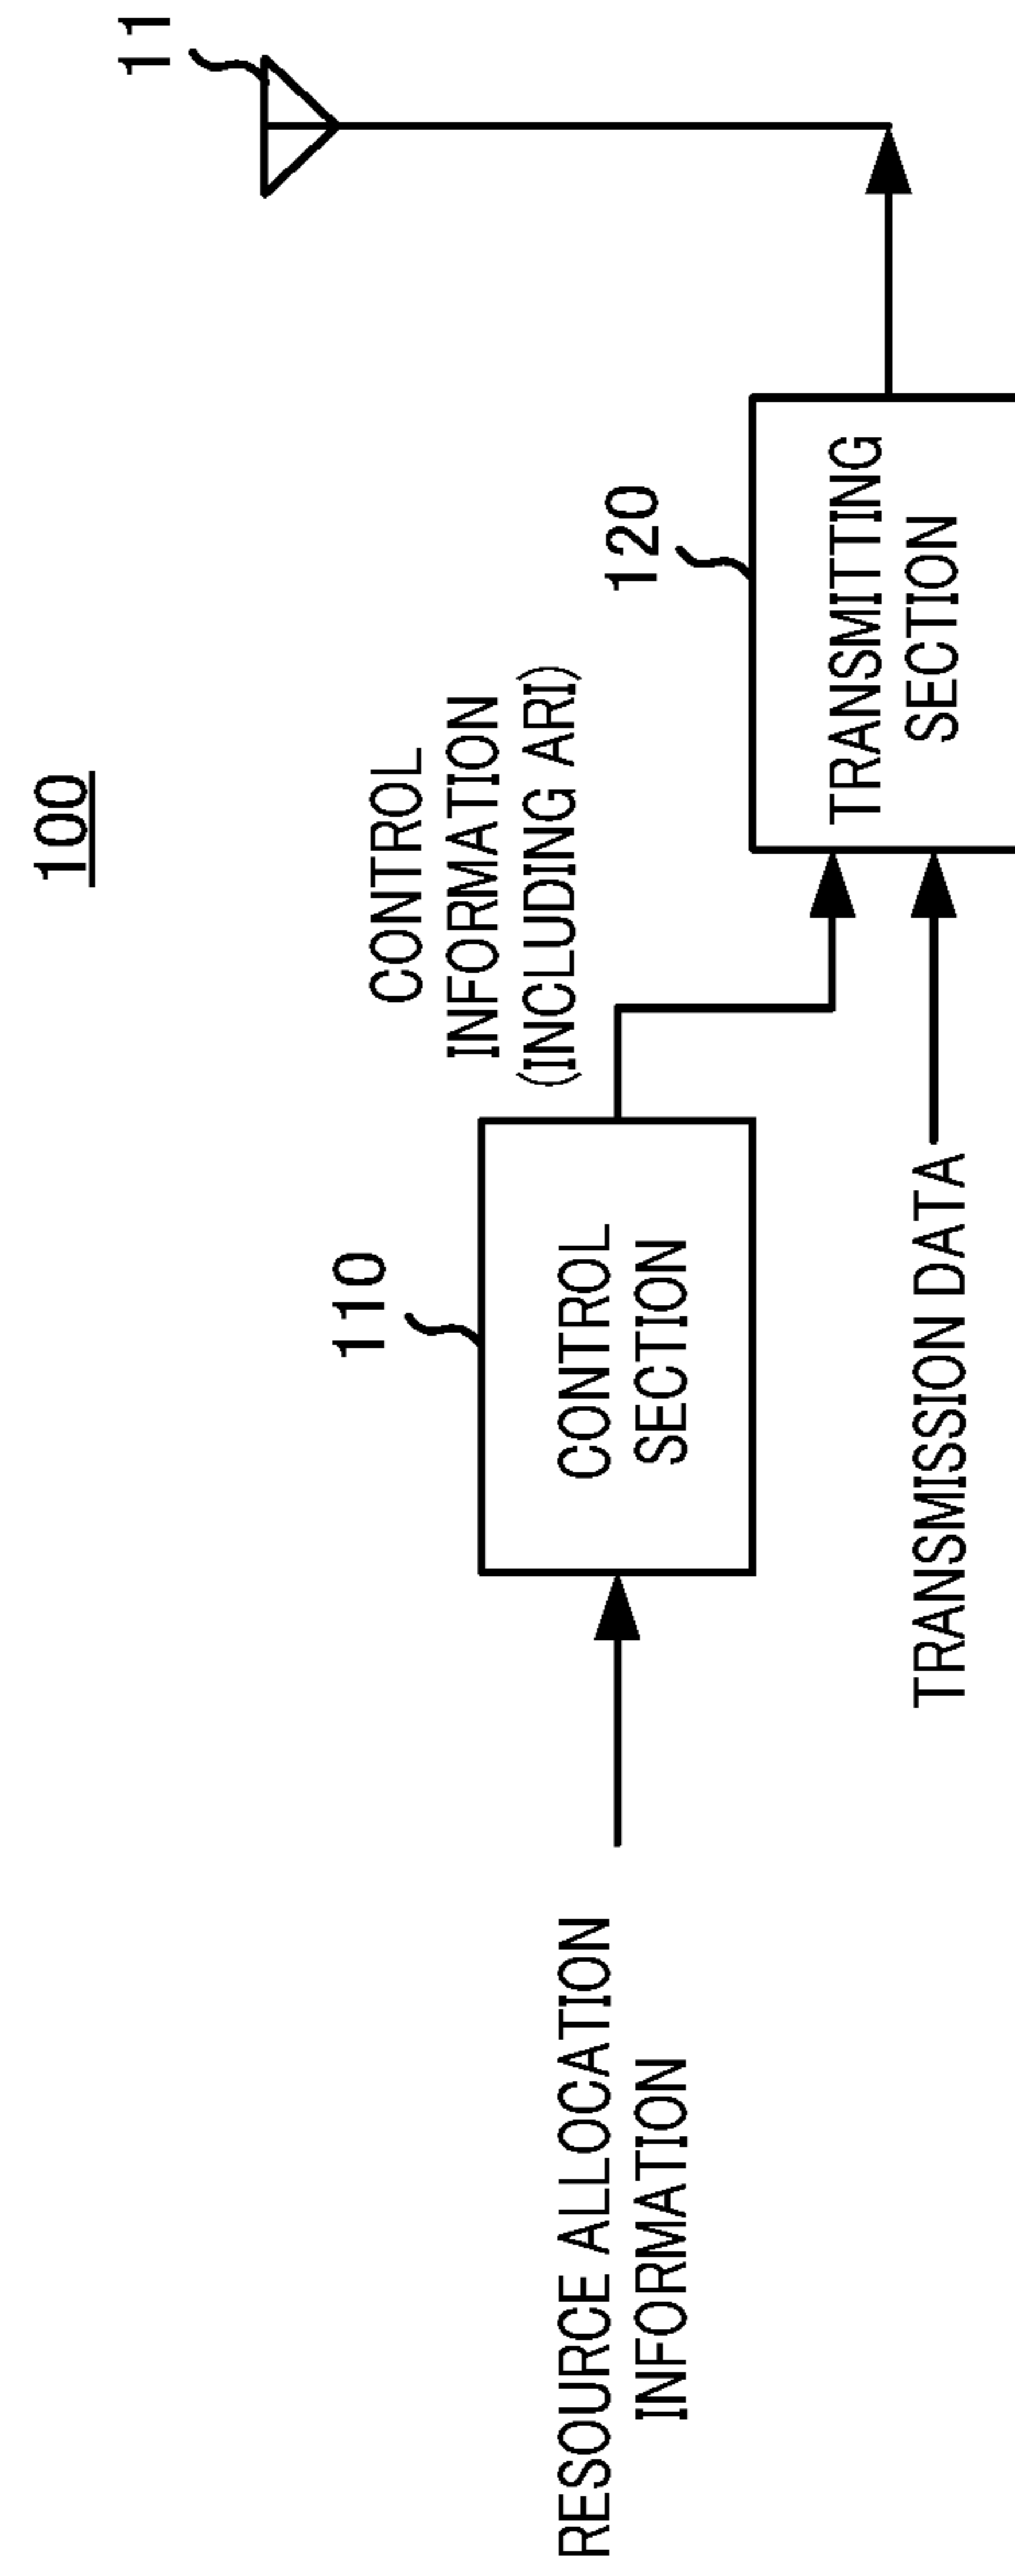 100
11
CONTROL
INFORMATION
(INCLUDING ARI)
110
120
RESOURCE ALLOCATION
INFORMATION
CONTROL
SECTION
TRANSMITTING
SECTION
TRANSMISSION DATA